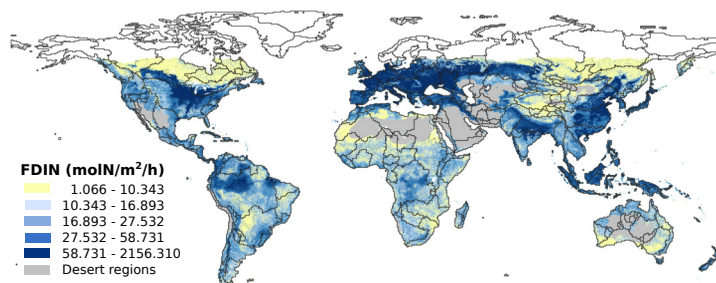 FDIN (molN/m²/h)
1.066 - 10.343
10.343 - 16.893
16.893 - 27.532
27.532 - 58.731
58.731 - 2156.310
Desert regions